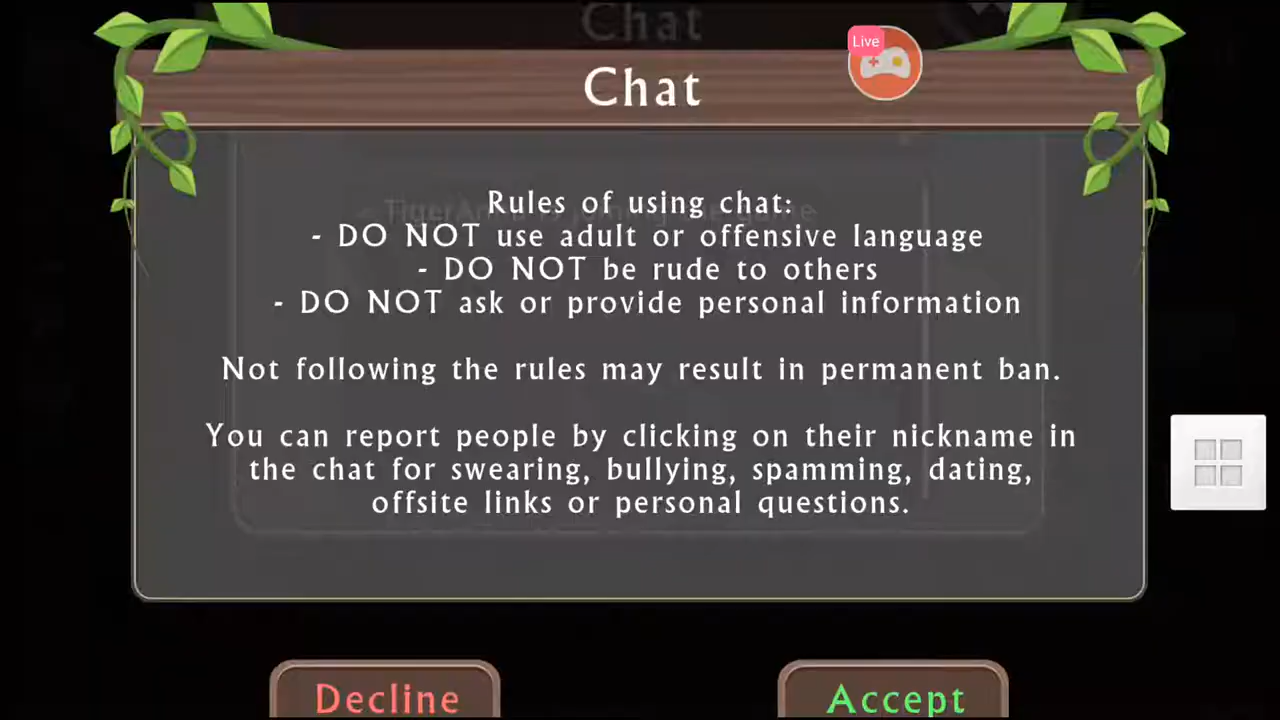 Chat
Live
Chat
Rules of using chat:
- DO NOT use adult or offensive language
- DO NOT be rude to others
- DO NOT ask or provide personal information
Not following the rules may result in permanent ban.
You can report people by clicking on their nickname in
the chat for swearing, bullying, spamming, dating,
offsite links or personal questions.
Decline
Accept